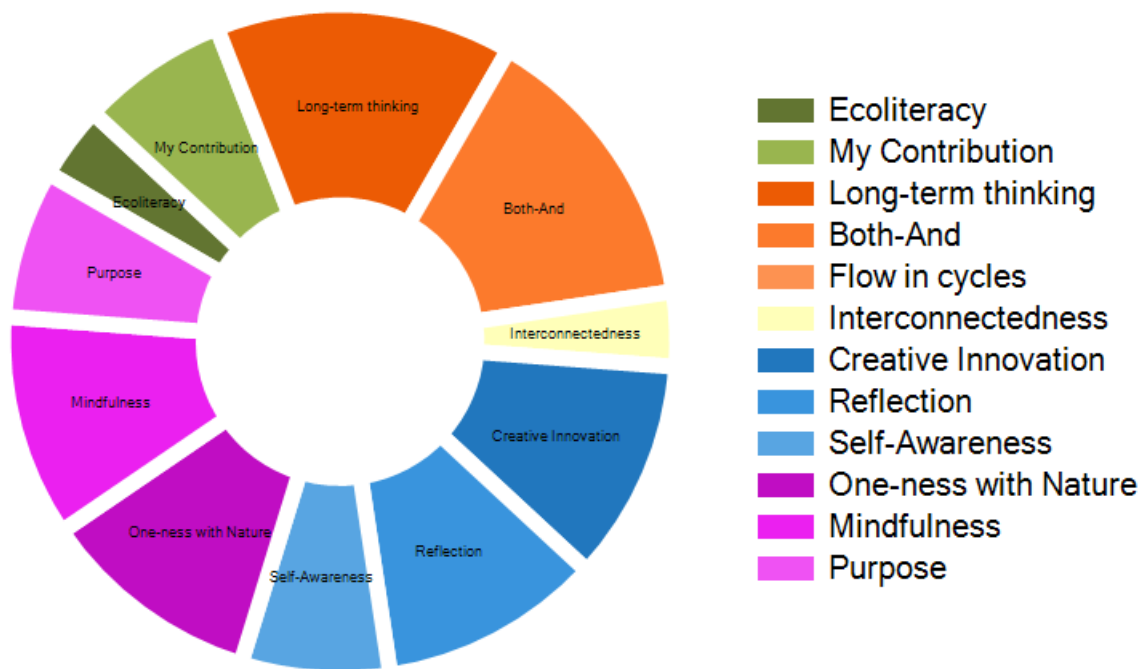 Long-term thinking
My Contribution
Ecoliteracy
Both-And
Purpose
Interconnectedness
Mindfulness
Creative Innovation
One-ness with Nature
Reflection
Self-Awareness
Ecoliteracy
My Contribution
Long-term thinking
Both-And
Flow in cycles
Interconnectedness
Creative Innovation
Reflection
Self-Awareness
One-ness with Nature
Mindfulness
Purpose